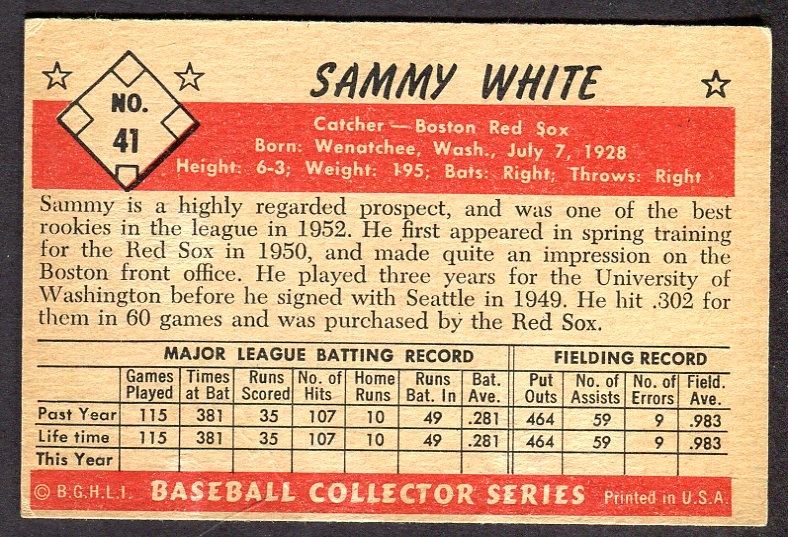 NO.
41
SAMMY WHITE
Catcher — Boston Red Sox
Born: Wenatchee, Wash., July 7, 1928
Height: 6-3; Weight: 195; Bats: Right; Throws: Right
Sammy is a highly regarded prospect, and was one of the best
rookies in the league in 1952. He first appeared in spring training
for the Red Sox in 1950, and made quite an impression on the
Boston front office. He played three years for the University of
Washington before he signed with Seattle in 1949. He hit .302 for
them in 60 games and was purchased by the Red Sox.
MAJOR LEAGUE BATTING RECORD FIELDING RECORD
Games Times Runs No. of Home Runs Bat. Put No. of No. of Field.
Played at Bat Scored Hits Runs Bat. In Ave. Outs Assists Errors Ave.
Past Year 115 381 35 107 10 49 .281 464 59 9 .983
Life time 115 381 35 107 10 49 .281 464 59 9 .983
This Year
© B.G.H.L.I. BASEBALL COLLECTOR SERIES Printed in U.S.A.